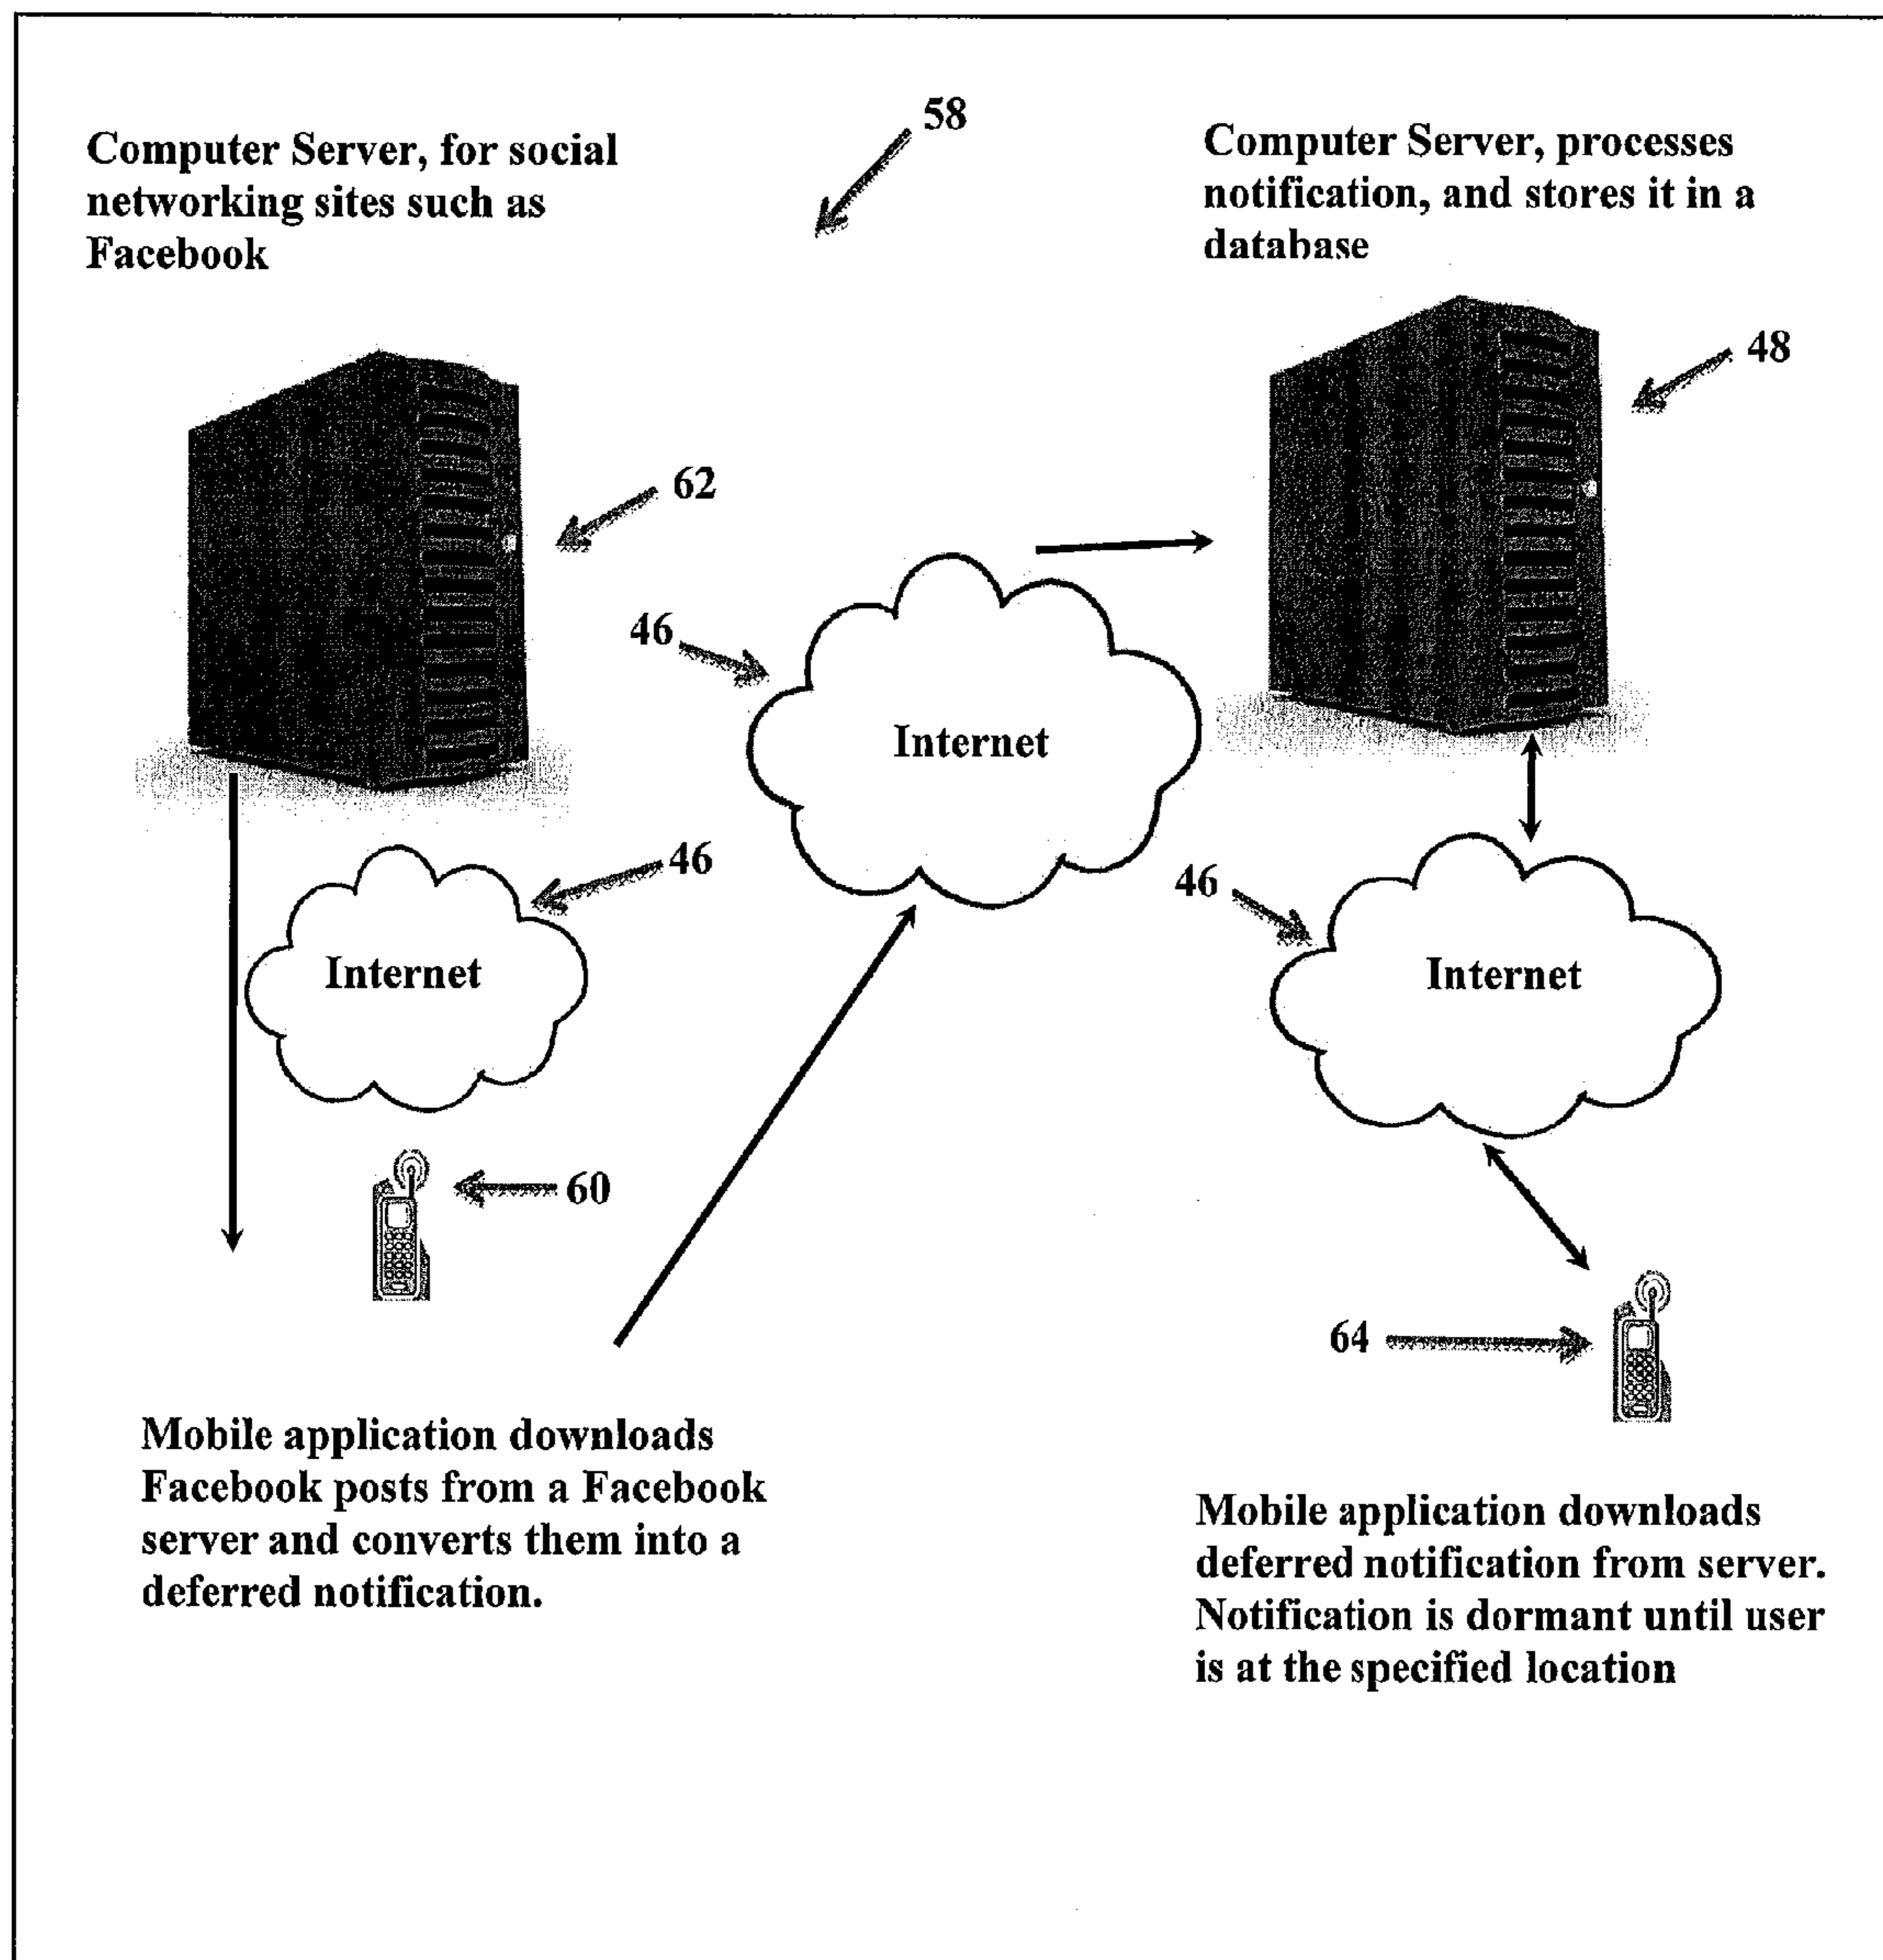 58
Computer Server, for social
networking sites such as
Facebook
Computer Server, processes
notification, and stores it in a
database
48
62
46
Internet
46
Internet
46
Internet
60
64
Mobile application downloads
Facebook posts from a Facebook
server and converts them into a
deferred notification.
Mobile application downloads
deferred notification from server.
Notification is dormant until user
is at the specified location